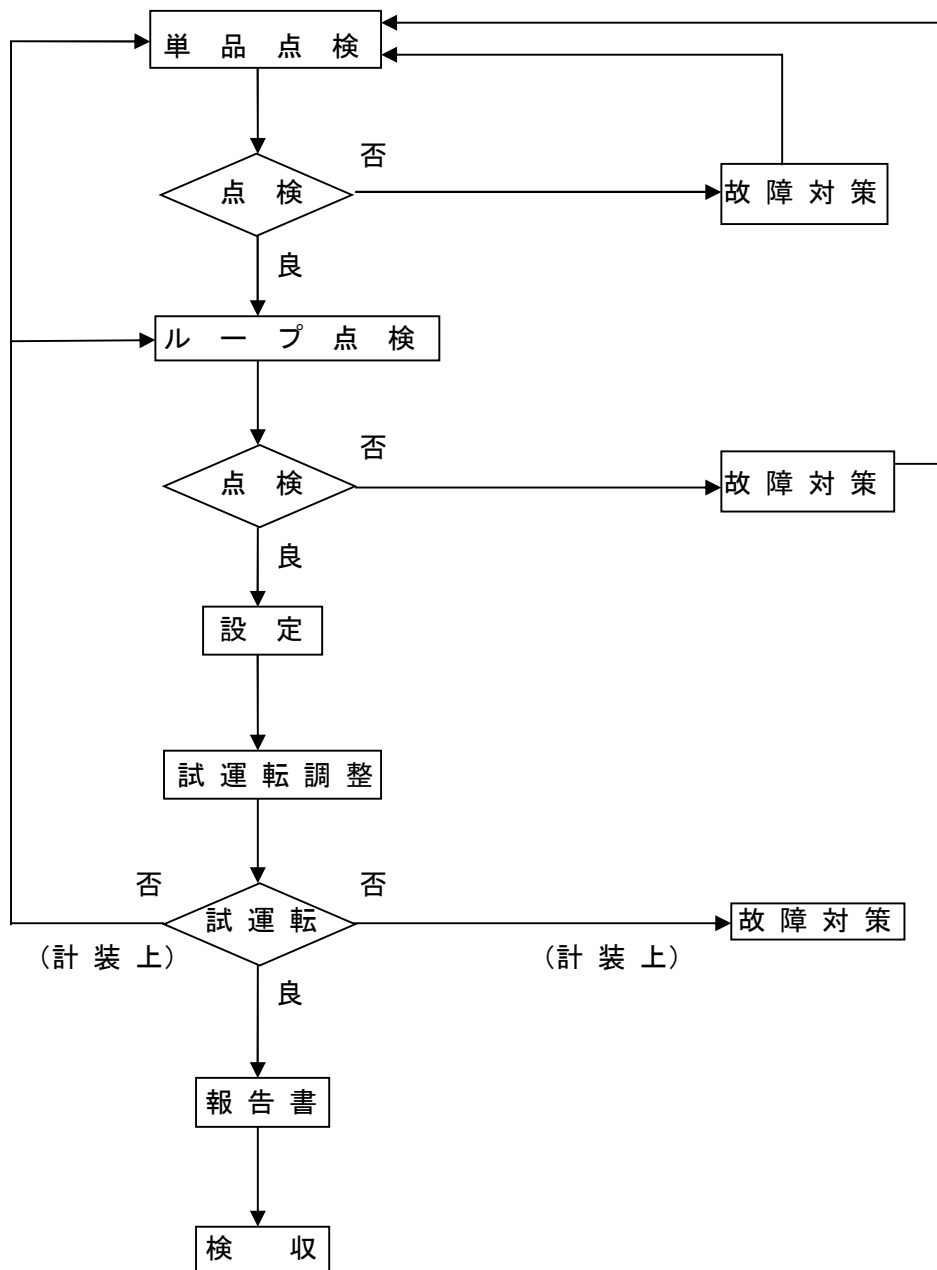 単品点検
否
点検
故障対策
良
ループ点検
否
点検
故障対策
良
設定
試運転調整
否
否
試運転
故障対策
(計装上)
(計装上)
良
報告書
検収